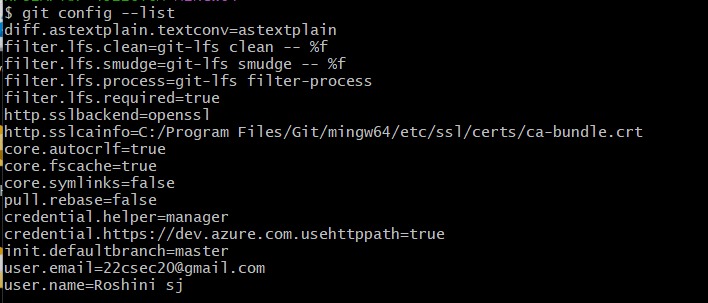 $ git config --list
diff.astextplain.textconv=astextplain
filter.lfs.clean=git-lfs clean -- %f
filter.lfs.smudge=git-lfs smudge -- %f
filter.lfs.process=git-lfs filter-process
filter.lfs.required=true
http.sslbackend=openssl
http.sslcainfo=C:/Program Files/Git/mingw64/etc/ssl/certs/ca-bundle.crt
core.autocrlf=true
core.fscache=true
core.symlinks=false
pull.rebase=false
credential.helper=manager
credential.https://dev.azure.com.usehttppath=true
init.defaultbranch=master
user.email=22csec20@gmail.com
user.name=Roshini sj